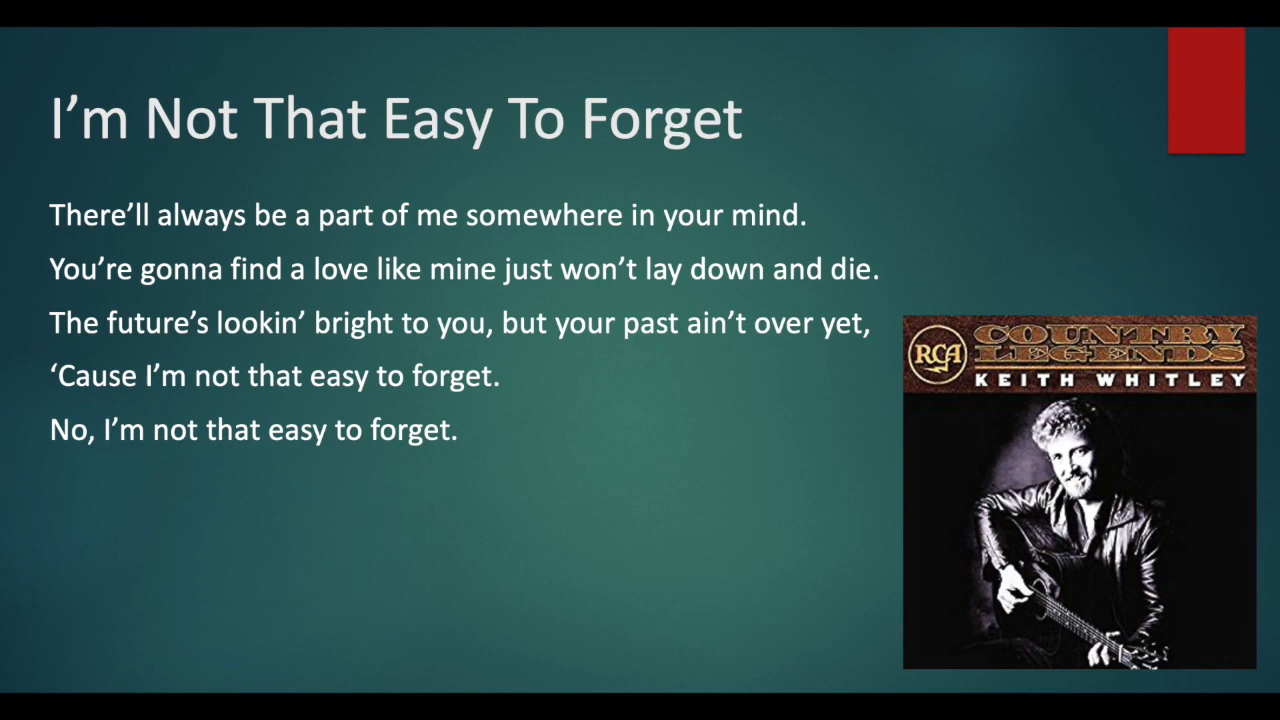 I’m Not That Easy To Forget
There’ll always be a part of me somewhere in your mind.
You’re gonna find a love like mine just won’t lay down and die.
The future’s lookin’ bright to you, but your past ain’t over yet,
‘Cause I’m not that easy to forget.
No, I’m not that easy to forget.
RCA
COUNTRY
LEGENDS
KEITH WHITLEY